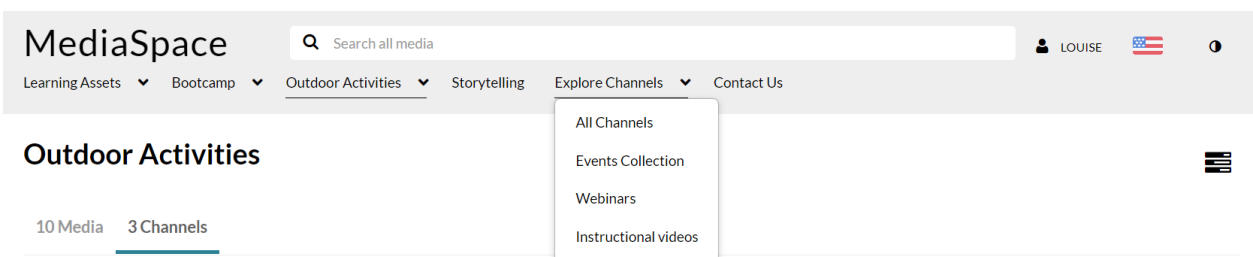 MediaSpace
Search all media
LOUISE
Learning Assets Bootcamp Outdoor Activities Storytelling Explore Channels Contact Us
All Channels
Events Collection
Webinars
Instructional videos
Outdoor Activities
10 Media 3 Channels